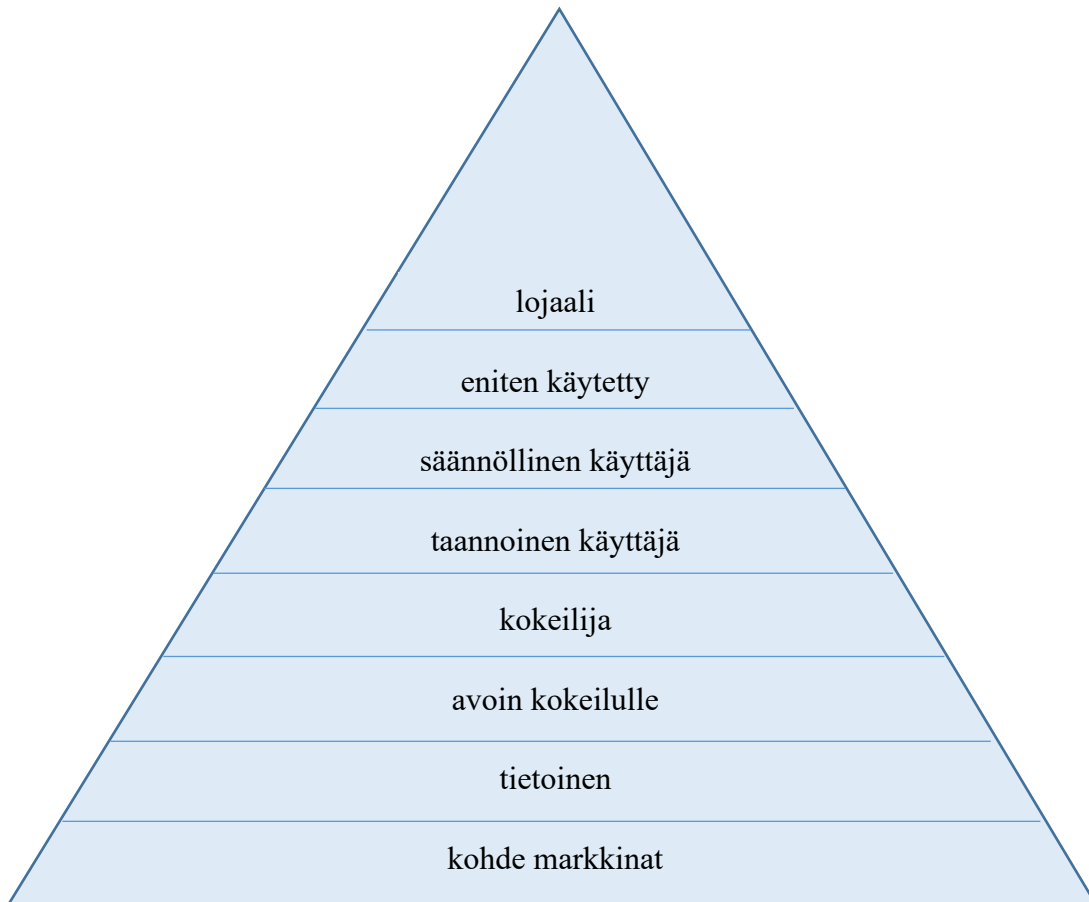 lojaali
eniten käytetty
säännöllinen käyttäjä
taannoinen käyttäjä
kokeilija
avoin kokeilulle
tietoinen
kohde markkinat